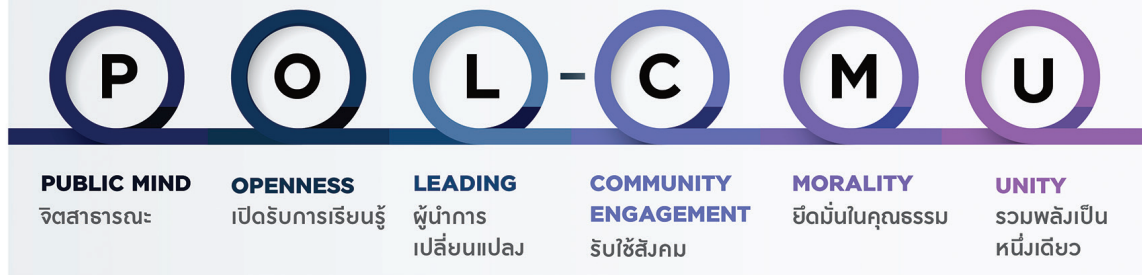 P O L - C M U
PUBLIC MIND
จิตสาธารณะ
OPENNESS
เปิดรับการเรียนรู้
LEADING
ผู้นำการ
เปลี่ยนแปลง
COMMUNITY
ENGAGEMENT
รับใช้สังคม
MORALITY
ยึดมั่นในคุณธรรม
UNITY
รวมพลังเป็น
หนึ่งเดียว